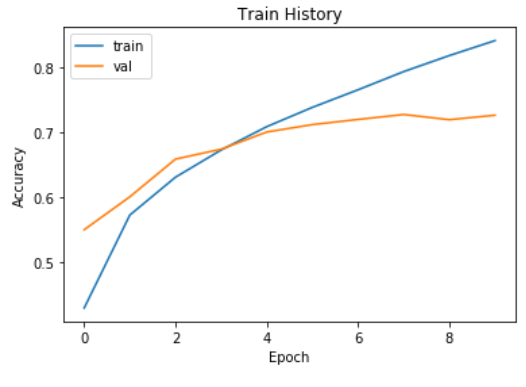 Train History
train
val
0.8
0.7
0.6
0.5
Accuracy
0 2 4 6 8
Epoch